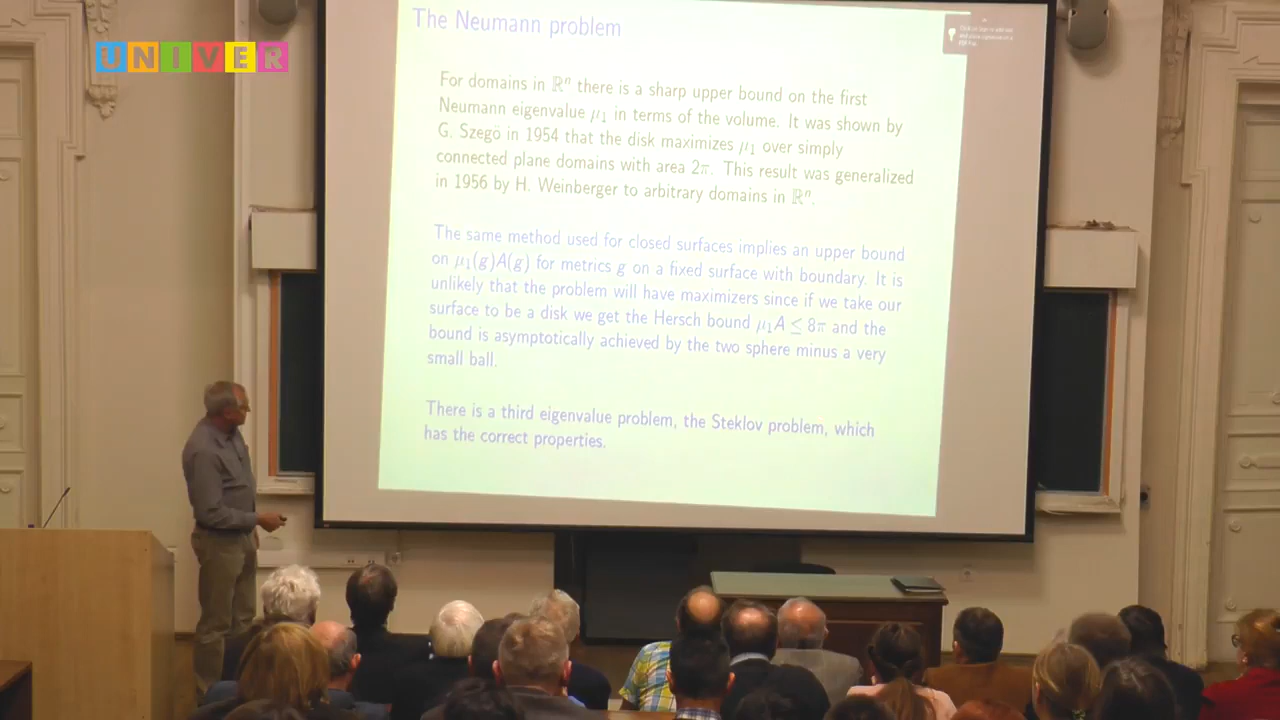 UNIVER
The Neumann problem
For domains in ℝⁿ there is a sharp upper bound on the first
Neumann eigenvalue μ₁ in terms of the volume. It was shown by
G. Szegö in 1954 that the disk maximizes μ₁ over simply
connected plane domains with area 2π. This result was generalized
in 1956 by H. Weinberger to arbitrary domains in ℝⁿ.
The same method used for closed surfaces implies an upper bound
on μ₁(g)A(g) for metrics g on a fixed surface with boundary. It is
unlikely that the problem will have maximizers since if we take our
surface to be a disk we get the Hersch bound μ₁A ≤ 8π and the
bound is asymptotically achieved by the two sphere minus a very
small ball.
There is a third eigenvalue problem, the Steklov problem, which
has the correct properties.